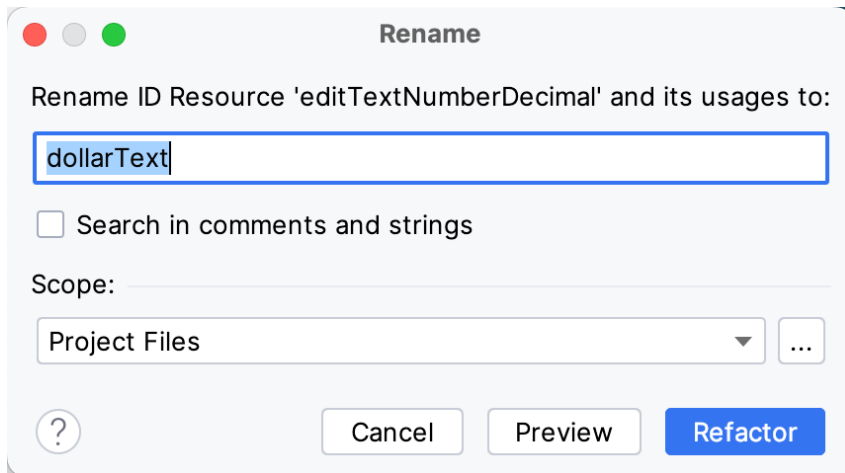 Rename
Rename ID Resource 'editTextNumberDecimal' and its usages to:
dollarText
Search in comments and strings
Scope:
Project Files
...
?
Cancel
Preview
Refactor